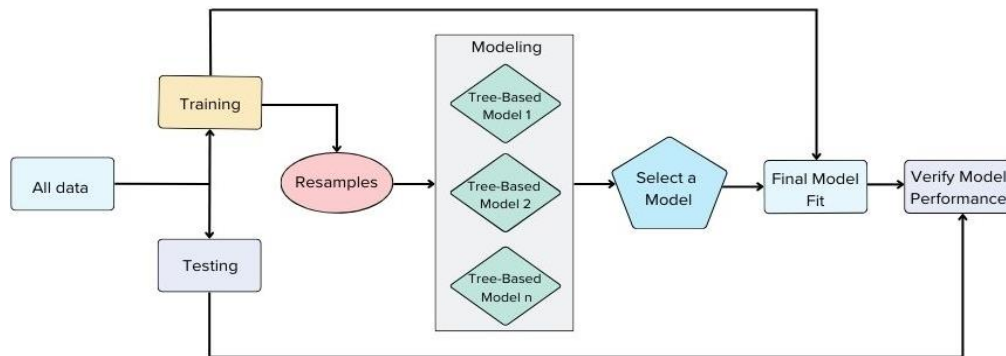 Modeling
Training
Tree-Based
Model 1
All data
Resamples
Tree-Based
Model 2
Select a
Model
Final Model
Fit
Verify Model
Performance
Testing
Tree-Based
Model n